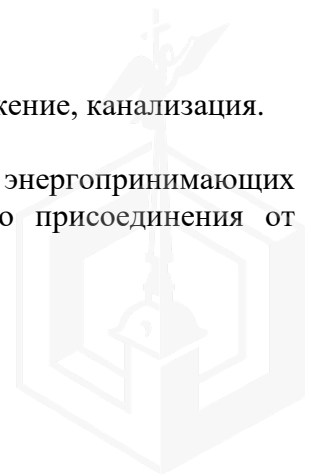 жение, канализация.
энергопринимающих
о присоединения от